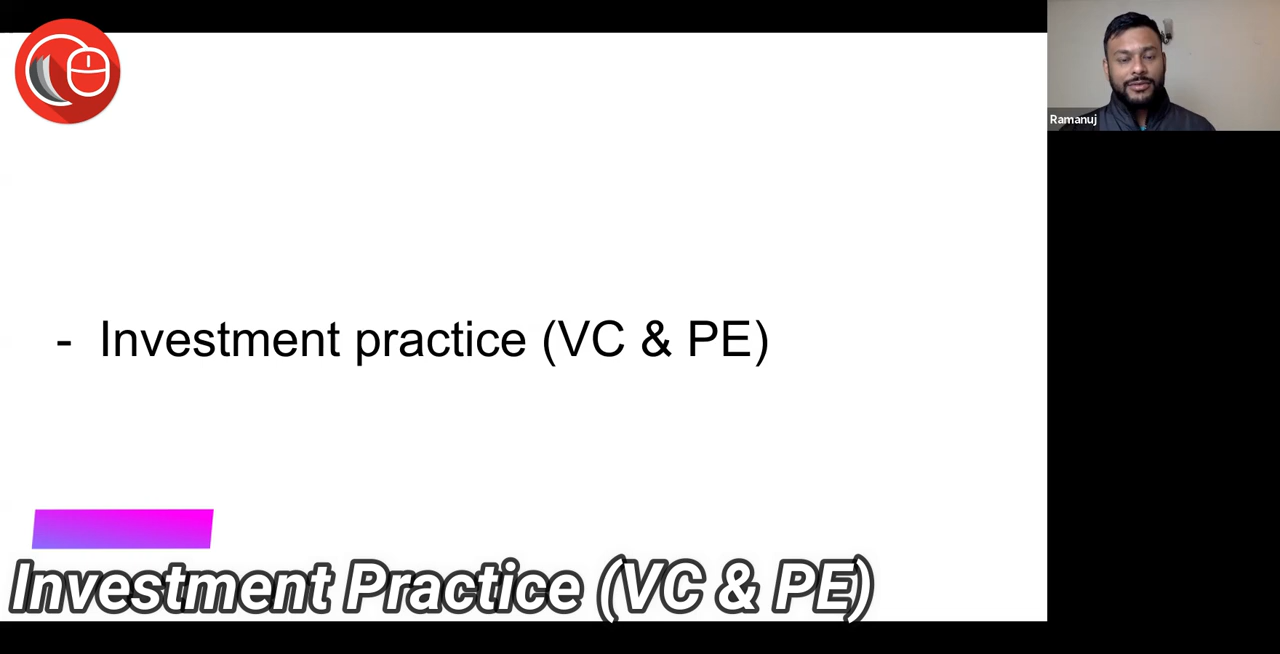 Ramanuj
- Investment practice (VC & PE)
Investment Practice (VC & PE)